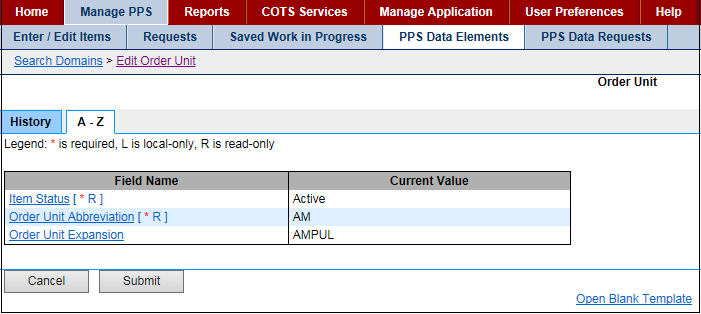 Home Manage PPS Reports COTS Services Manage Application User Preferences Help
Enter / Edit Items Requests Saved Work in Progress PPS Data Elements PPS Data Requests
Search Domains > Edit Order Unit
Order Unit
History A - Z
Legend: * is required, L is local-only, R is read-only
Field Name Current Value
Item Status [ * R ] Active
Order Unit Abbreviation [ * R ] AM
Order Unit Expansion AMPUL
Cancel Submit
Open Blank Template